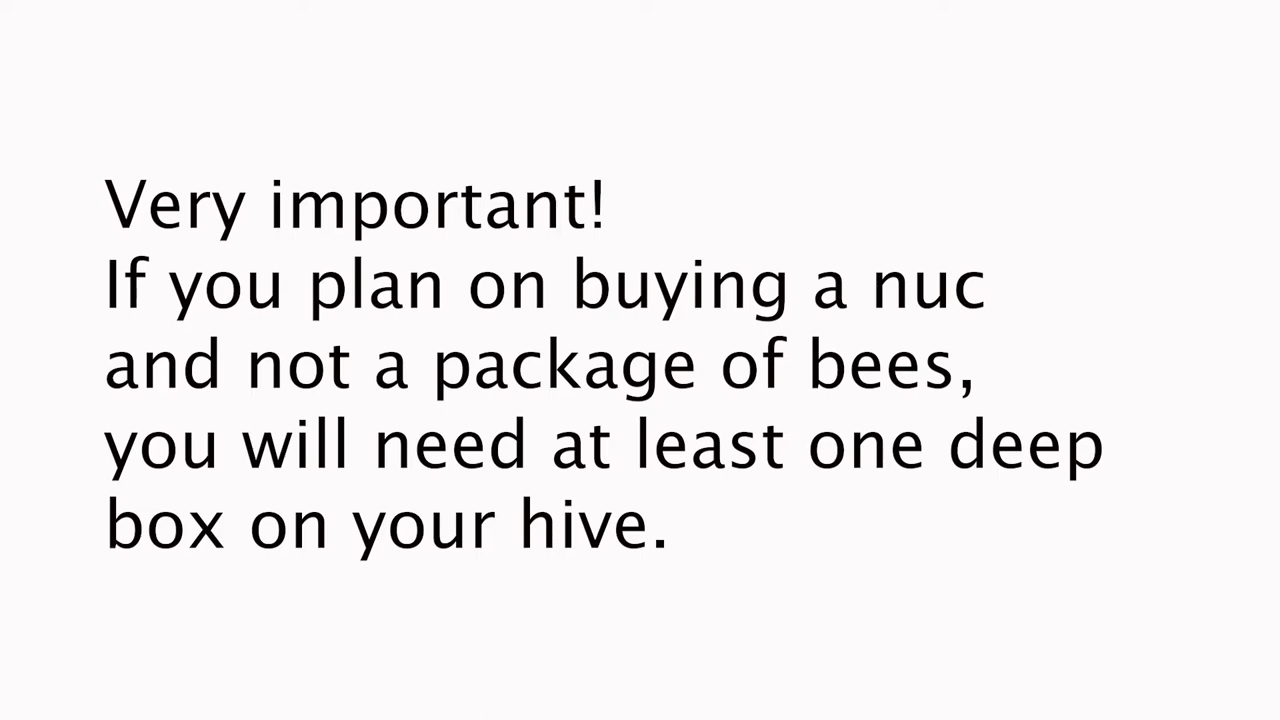 Very important!
If you plan on buying a nuc
and not a package of bees,
you will need at least one deep
box on your hive.